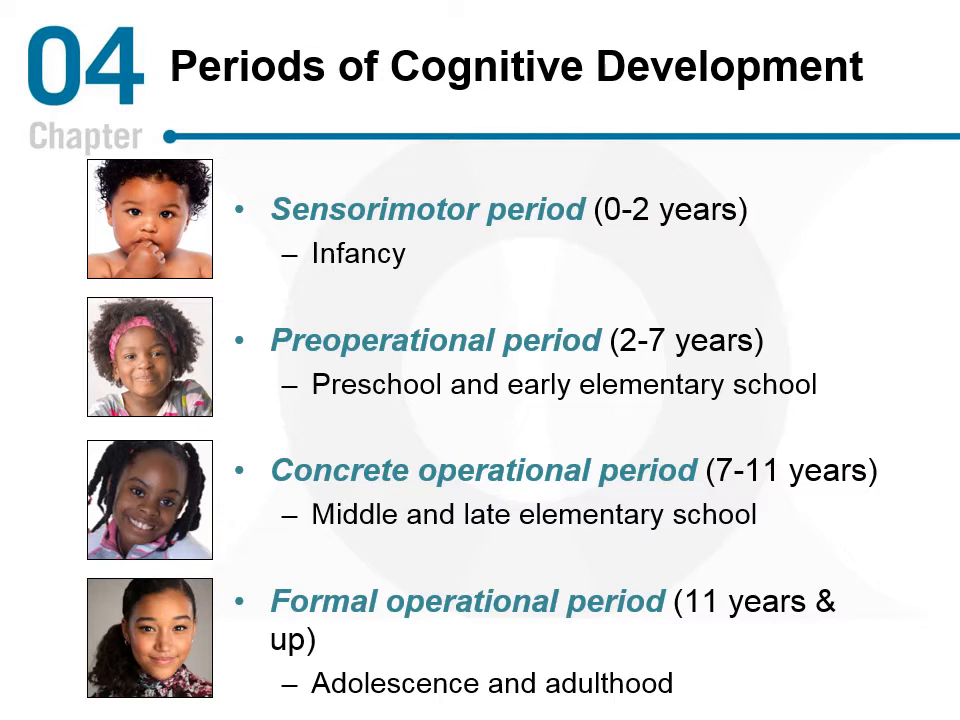 04
Chapter
Periods of Cognitive Development
• Sensorimotor period (0-2 years)
– Infancy
• Preoperational period (2-7 years)
– Preschool and early elementary school
• Concrete operational period (7-11 years)
– Middle and late elementary school
• Formal operational period (11 years &
up)
– Adolescence and adulthood